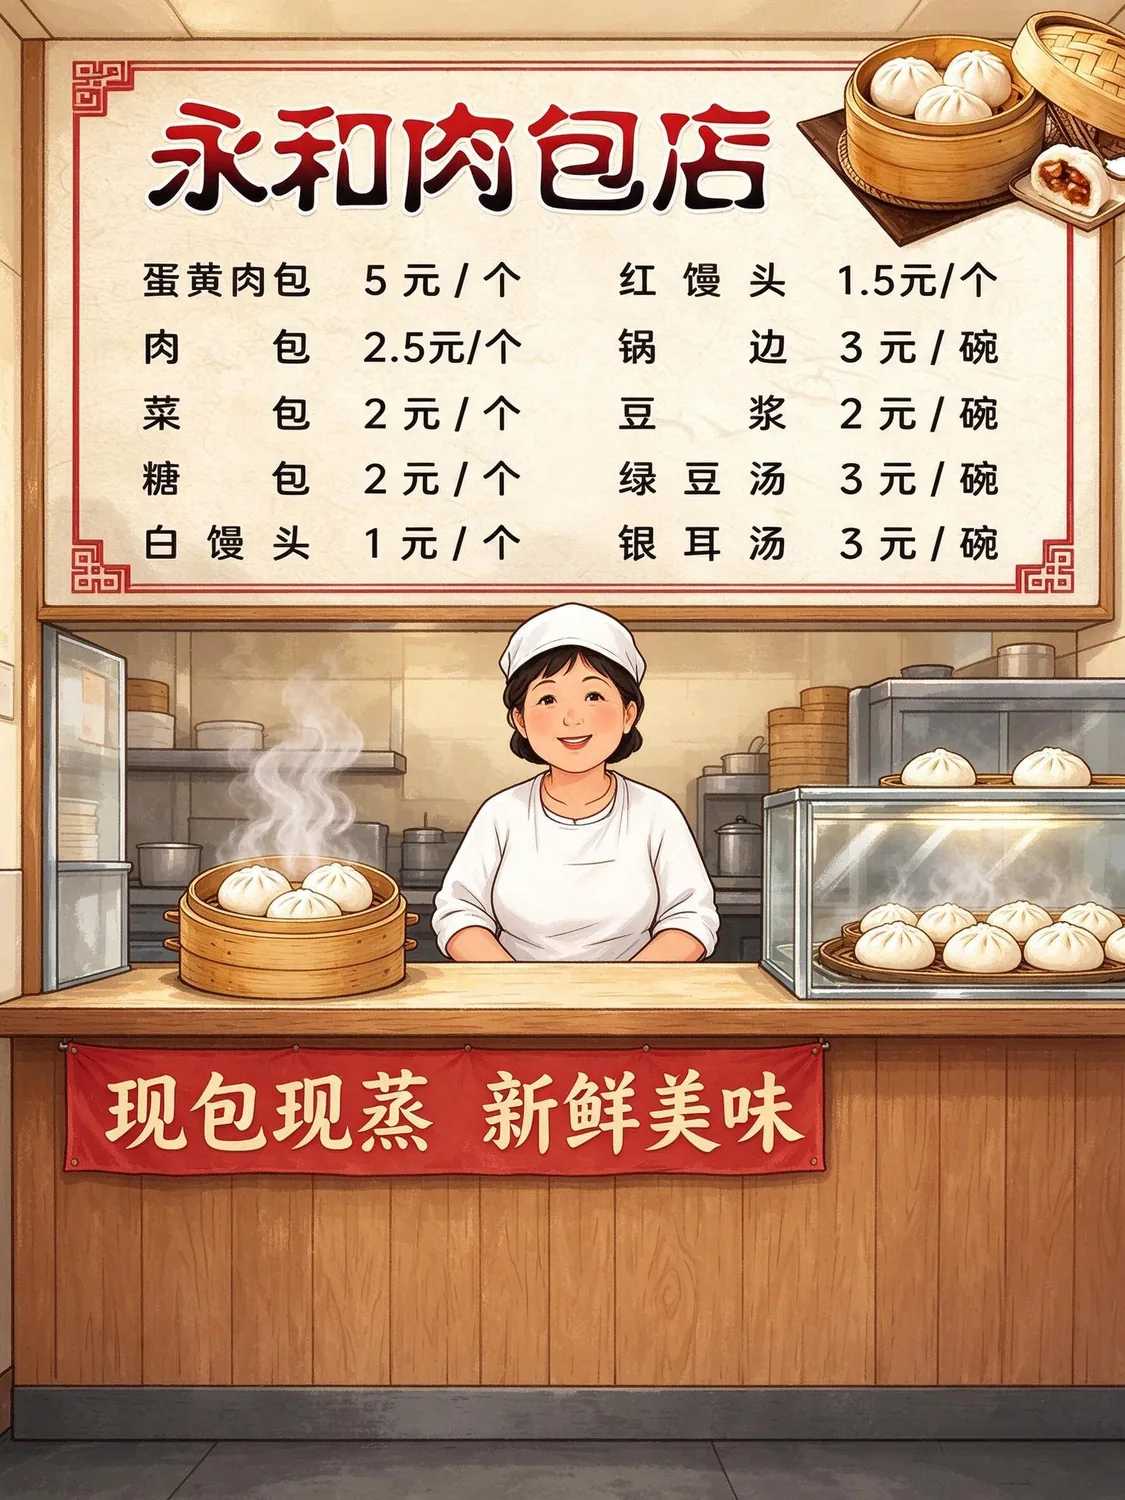 永和肉包店
蛋黄肉包 5元/个 红馒头 1.5元/个
肉包 2.5元/个 锅边 3元/碗
菜包 2元/个 豆浆 2元/碗
糖包 2元/个 绿豆汤 3元/碗
白馒头 1元/个 银耳汤 3元/碗
现包现蒸 新鲜美味